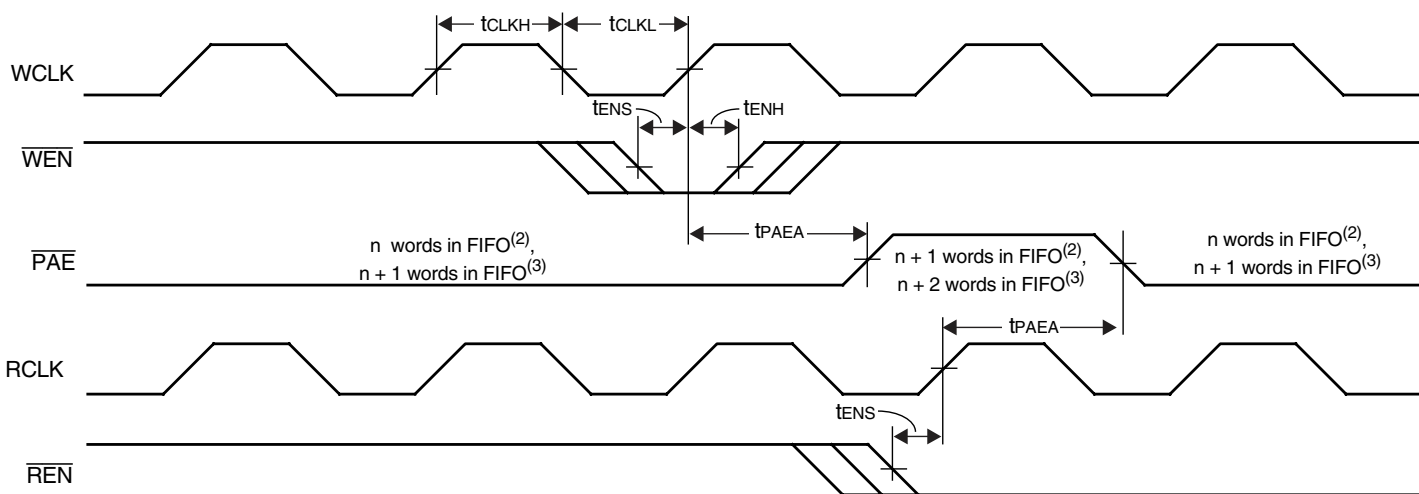 tCLKH tCLKL
WCLK
tENS tENH
WEN
tPAEA
PAE
n words in FIFO(2),
n + 1 words in FIFO(3)
n + 1 words in FIFO(2),
n + 2 words in FIFO(3)
n words in FIFO(2),
n + 1 words in FIFO(3)
tPAEA
RCLK
tENS
REN